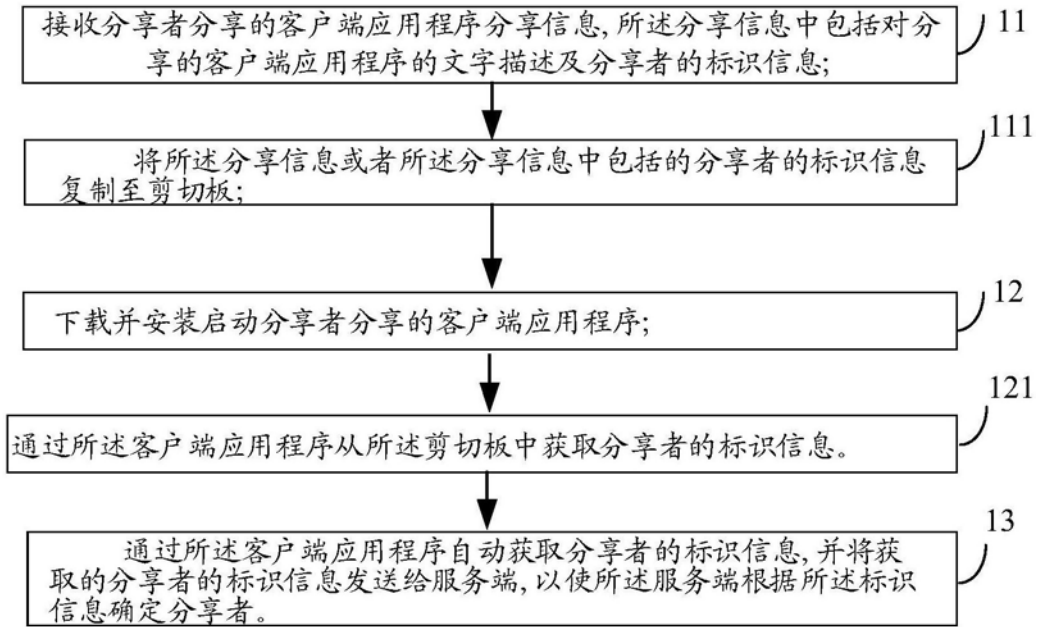 接收分享者分享的客户端应用程序分享信息, 所述分享信息中包括对分
享的客户端应用程序的文字描述及分享者的标识信息;
11
将所述分享信息或者所述分享信息中包括的分享者的标识信息
复制至剪切板;
111
下载并安装启动分享者分享的客户端应用程序;
12
通过所述客户端应用程序从所述剪切板中获取分享者的标识信息。
121
通过所述客户端应用程序自动获取分享者的标识信息, 并将获
取的分享者的标识信息发送给服务端, 以使所述服务端根据所述标识
信息确定分享者。
13